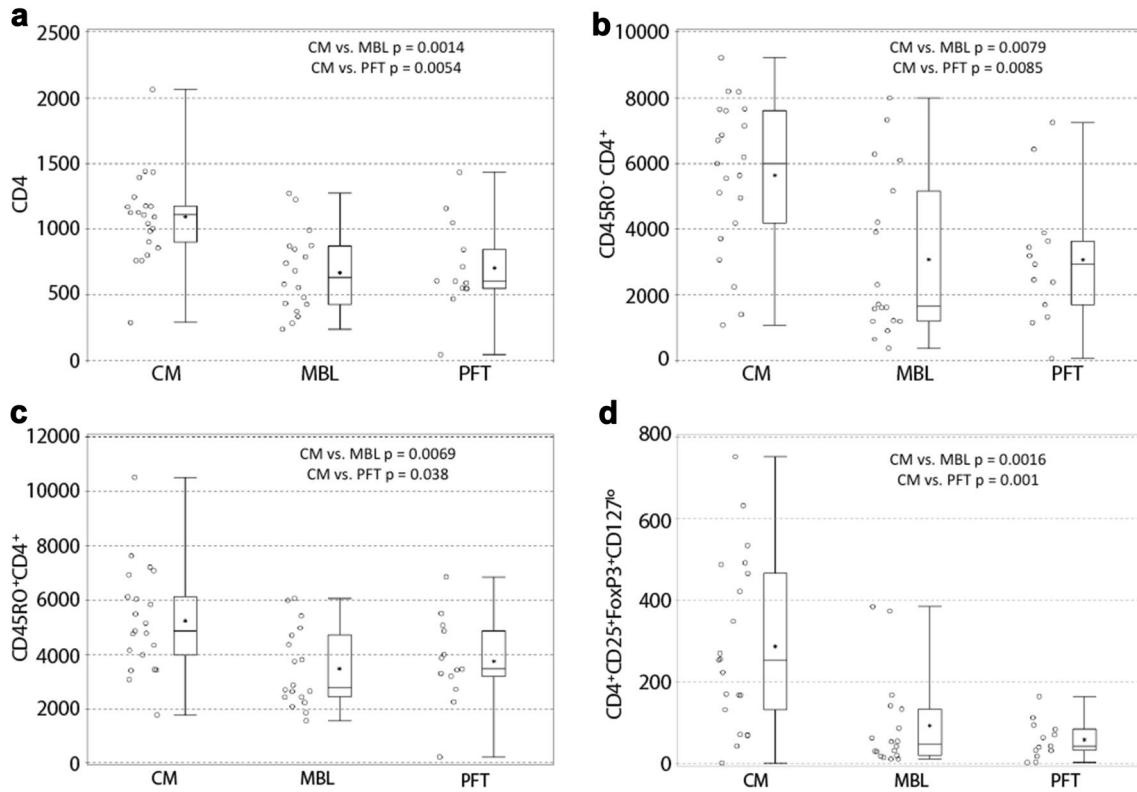 a
CM vs. MBL p = 0.0014
CM vs. PFT p = 0.0054
CD4
2500
2000
1500
1000
500
0
CM MBL PFT
b
CM vs. MBL p = 0.0079
CM vs. PFT p = 0.0085
CD45RO⁻ CD4⁺
10000
8000
6000
4000
2000
0
CM MBL PFT
c
CM vs. MBL p = 0.0069
CM vs. PFT p = 0.038
CD45RO⁺CD4⁺
12000
10000
8000
6000
4000
2000
0
CM MBL PFT
d
CM vs. MBL p = 0.0016
CM vs. PFT p = 0.001
CD4⁺CD25⁺FoxP3⁺CD127ˡᵒ
800
600
400
200
0
CM MBL PFT